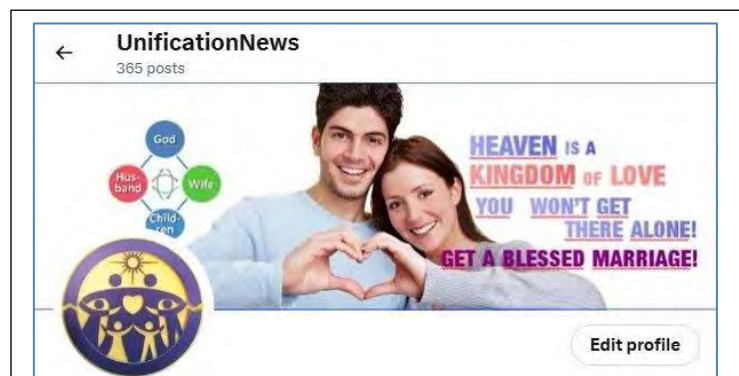 UnificationNews
365 posts
God
Hus-
band
Wife
Child-
ren
HEAVEN IS A
KINGDOM OF LOVE
YOU WON'T GET
THERE ALONE!
GET A BLESSED MARRIAGE!
Edit profile